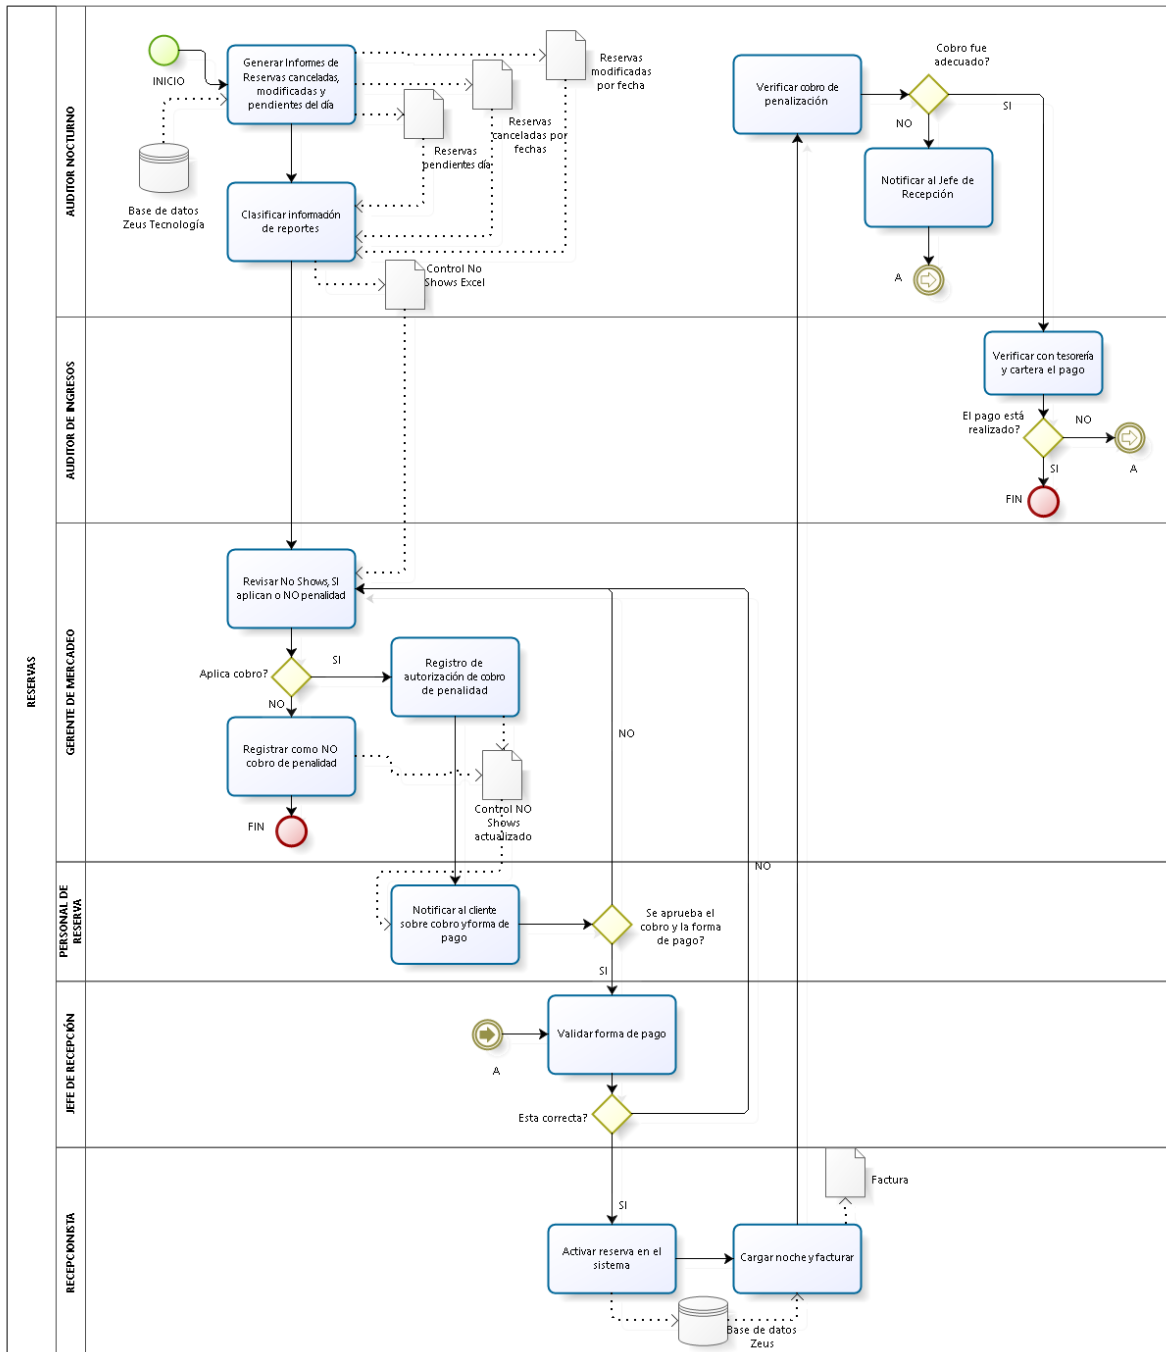 RESERVAS
AUDITOR NOCTURNO
INICIO
Generar Informes de
Reservas canceladas,
modificadas y
pendientes del día
Reservas
modificadas
por fecha
Reservas
canceladas por
fechas
Reservas
pendientes día
Base de datos
Zeus Tecnología
Clasificar información
de reportes
Control No
Shows Excel
Verificar cobro de
penalización
Cobro fue
adecuado?
SI
NO
Notificar al Jefe de
Recepción
A
AUDITOR DE INGRESOS
Verificar con tesorería
y cartera el pago
El pago está
realizado?
NO
A
SI
FIN
GERENTE DE MERCADEO
Revisar No Shows, SI
aplican o NO penalidad
Aplica cobro?
SI
NO
Registro de
autorización de cobro
de penalidad
Registrar como NO
cobro de penalidad
Control NO
Shows
actualizado
FIN
NO
NO
PERSONAL DE
RESERVA
Notificar al cliente
sobre cobro y forma de
pago
Se aprueba el
cobro y la forma
de pago?
SI
JEFE DE RECEPCIÓN
A
Validar forma de pago
Esta correcta?
SI
RECEPCIONISTA
Activar reserva en el
sistema
Cargar noche y facturar
Factura
Base de datos
Zeus